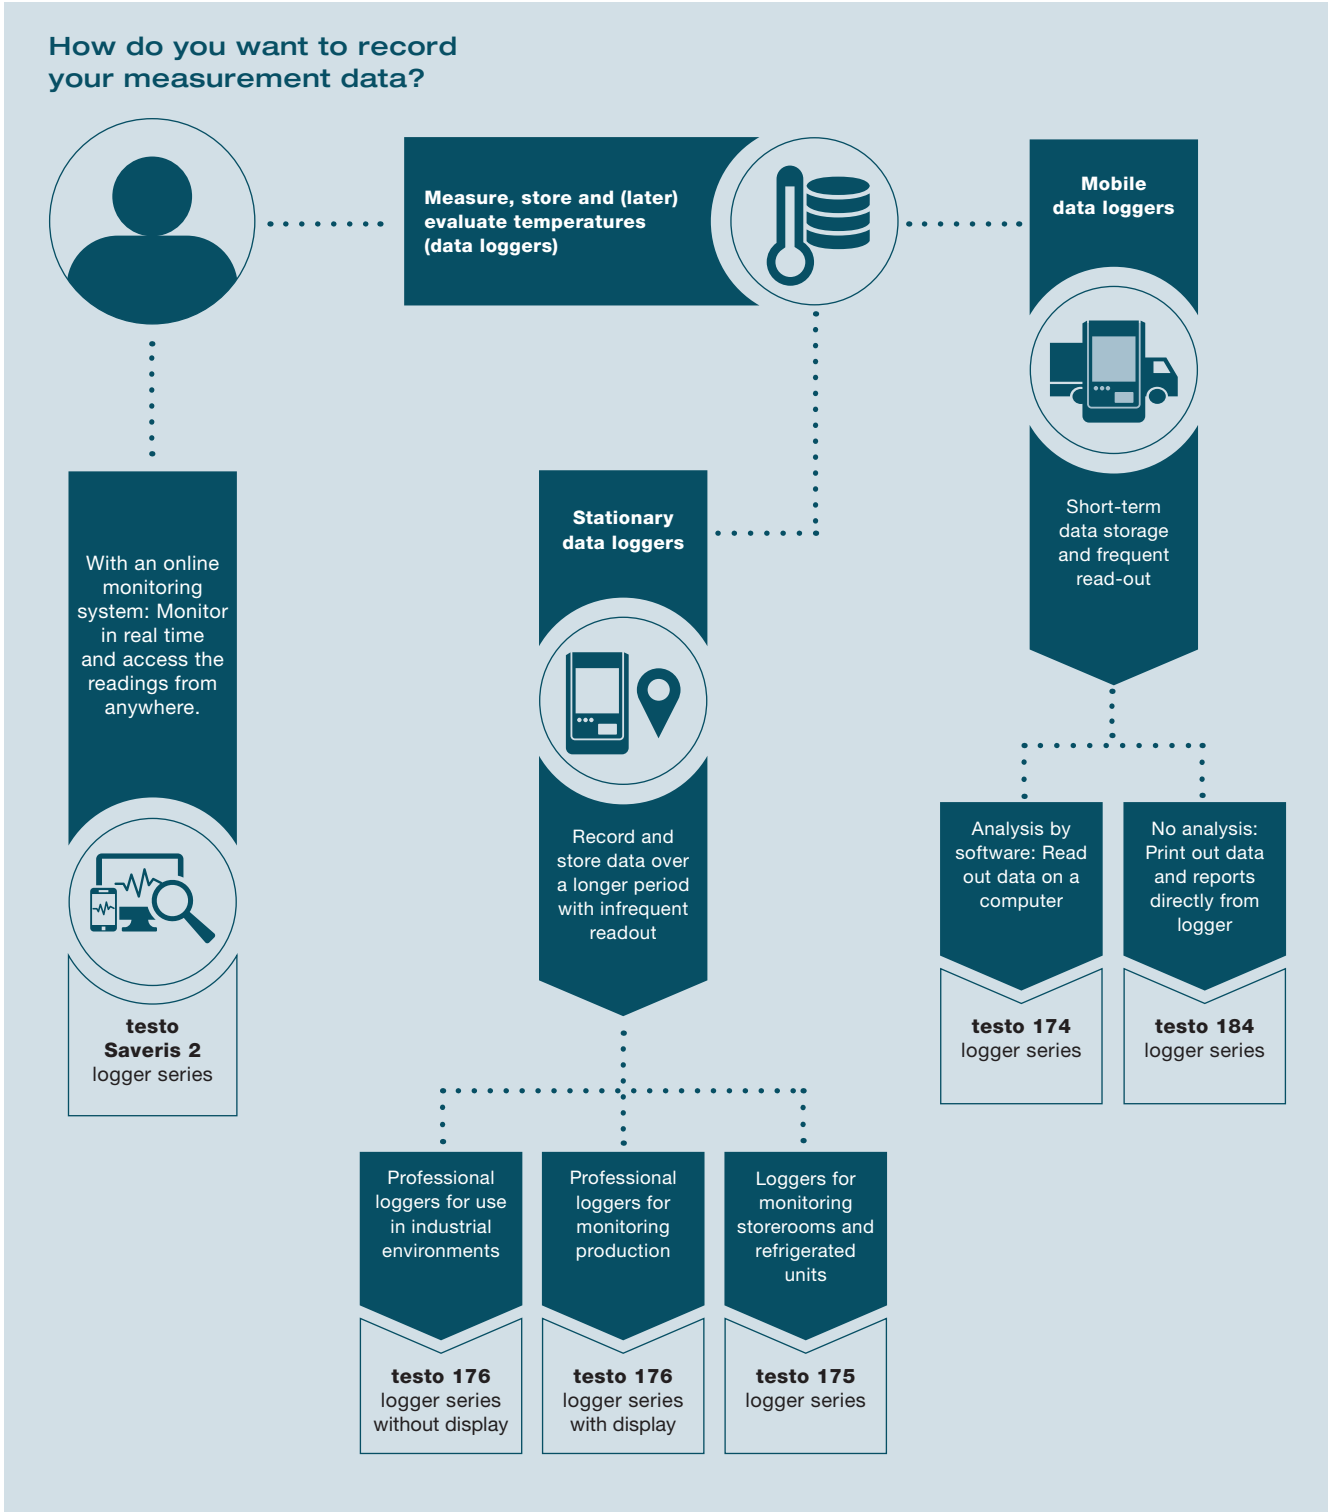 How do you want to record
your measurement data?
Measure, store and (later)
evaluate temperatures
(data loggers)
Mobile
data loggers
Short-term
data storage
and frequent
read-out
With an online
monitoring
system: Monitor
in real time
and access the
readings from
anywhere.
testo
Saveris 2
logger series
Stationary
data loggers
Record and
store data over
a longer period
with infrequent
readout
Analysis by
software: Read
out data on a
computer
testo 174
logger series
No analysis:
Print out data
and reports
directly from
logger
testo 184
logger series
Professional
loggers for use
in industrial
environments
testo 176
logger series
without display
Professional
loggers for
monitoring
production
testo 176
logger series
with display
Loggers for
monitoring
storerooms and
refrigerated
units
testo 175
logger series